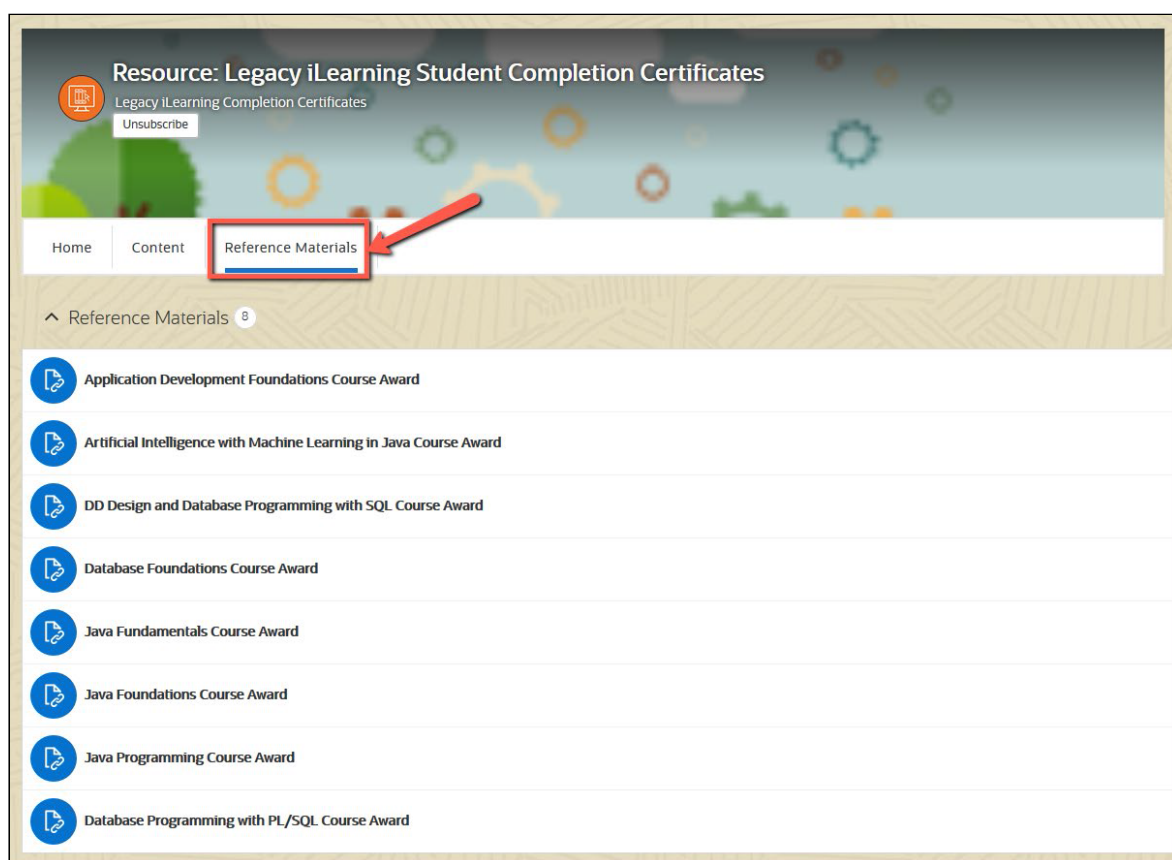 Resource: Legacy iLearning Student Completion Certificates
Legacy iLearning Completion Certificates
Unsubscribe
Home
Content
Reference Materials
Reference Materials 8
Application Development Foundations Course Award
Artificial Intelligence with Machine Learning in Java Course Award
DD Design and Database Programming with SQL Course Award
Database Foundations Course Award
Java Fundamentals Course Award
Java Foundations Course Award
Java Programming Course Award
Database Programming with PL/SQL Course Award